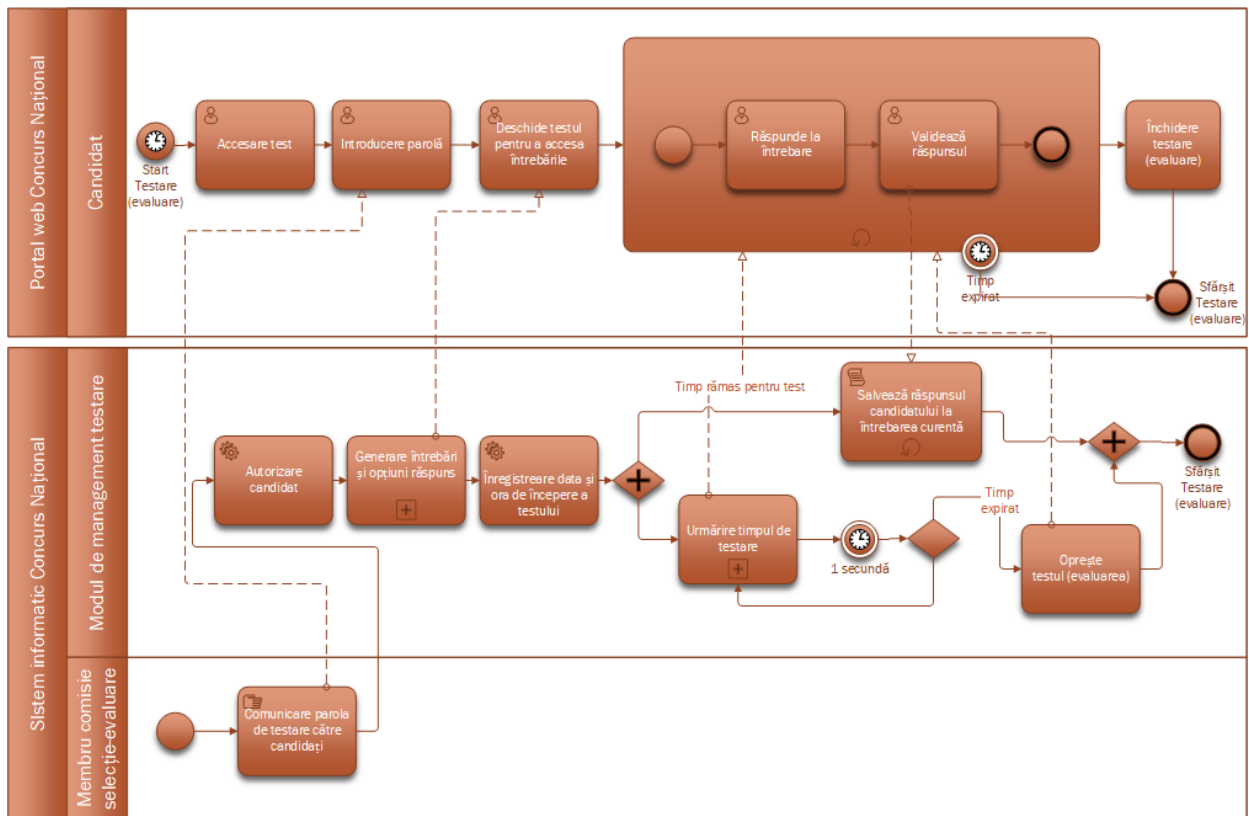 Portal web Concurs Național
Candidat
Start
Testare
(evaluare)
Accesare test
Introducere parolă
Deschide testul
pentru a accesa
întrebările
Răspunde la
întrebare
Validează
răspunsul
Timp
expirat
Închidere
testare
(evaluare)
Sfârșit
Testare
(evaluare)
SIstem informatic Concurs Național
Modul de management testare
Autorizare
candidat
Generare întrebări
și opțiuni răspuns
Înregistreare data și
ora de începere a
testului
Timp rămas pentru test
Urmărire timpul de
testare
1 secundă
Salvează răspunsul
candidatului la
întrebarea curentă
Timp
expirat
Oprește
testul (evaluarea)
Sfârșit
Testare
(evaluare)
Membru comisie
selecție-evaluare
Comunicare parola
de testare către
candidați